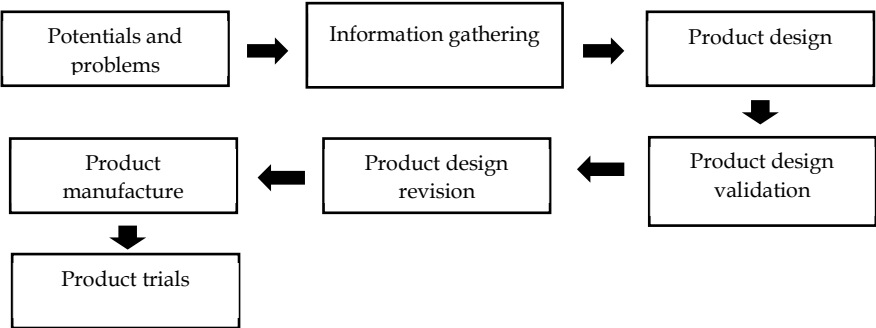 Potentials and
problems
Information gathering
Product design
Product design
validation
Product design
revision
Product
manufacture
Product trials